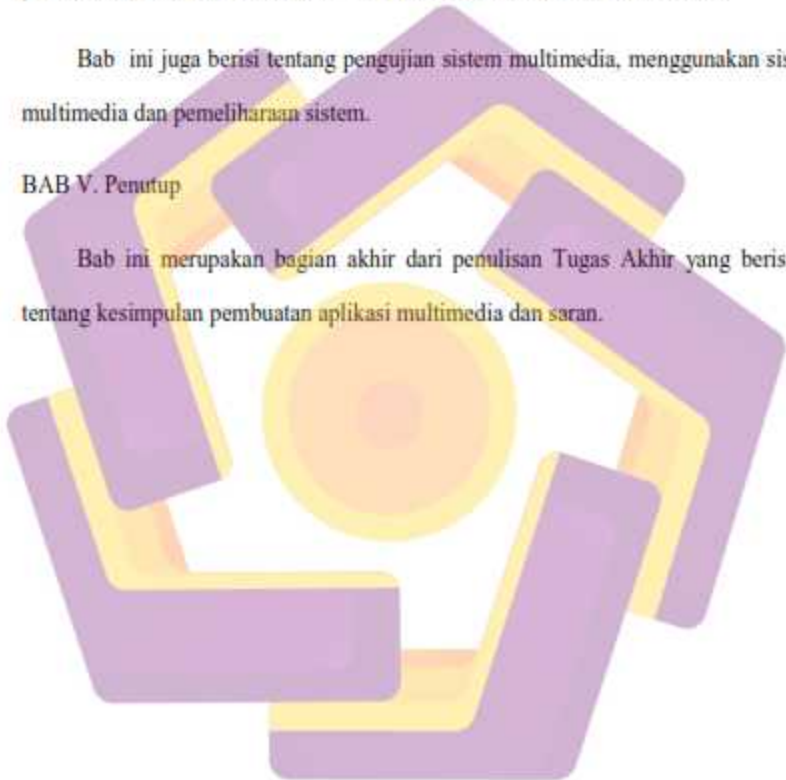 Bab ini juga berisi tentang pengujian sistem multimedia, menggunakan sis
multimedia dan pemeliharaan sistem.
BAB V. Penutup
Bab ini merupakan bagian akhir dari penulisan Tugas Akhir yang beris
tentang kesimpulan pembuatan aplikasi multimedia dan saran.